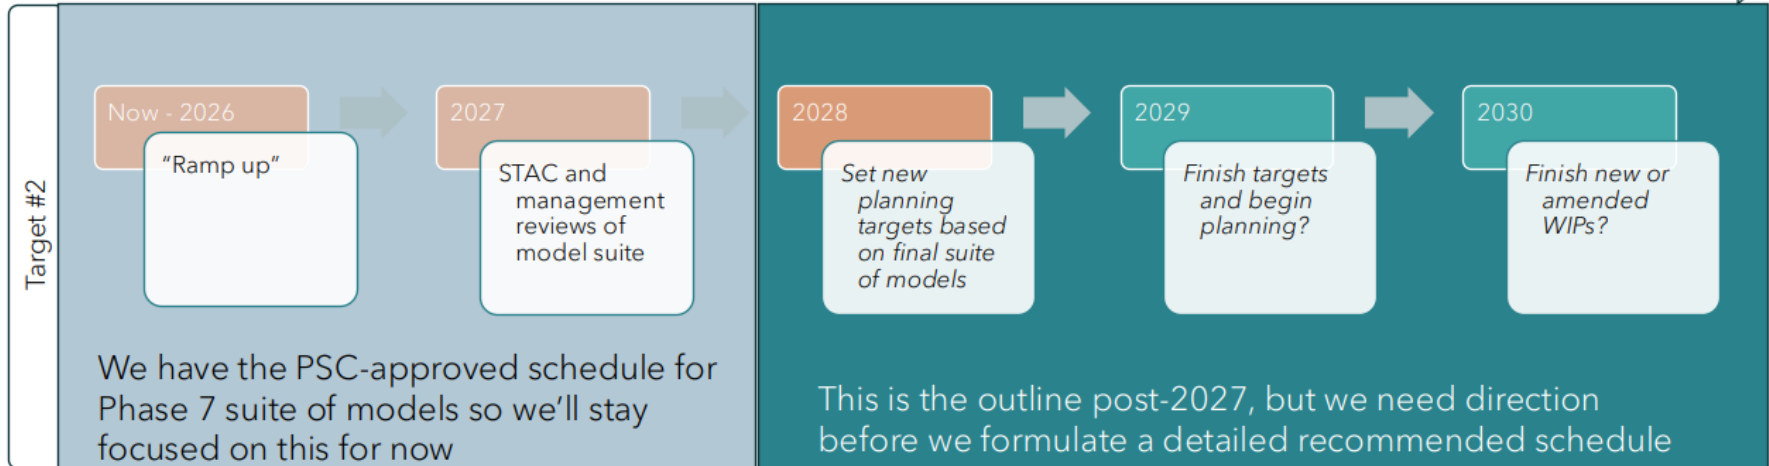 Target #2
Now - 2026
"Ramp up"
2027
STAC and
management
reviews of
model suite
2028
Set new
planning
targets based
on final suite
of models
2029
Finish targets
and begin
planning?
2030
Finish new or
amended
WIPs?
We have the PSC-approved schedule for
Phase 7 suite of models so we'll stay
focused on this for now
This is the outline post-2027, but we need direction
before we formulate a detailed recommended schedule